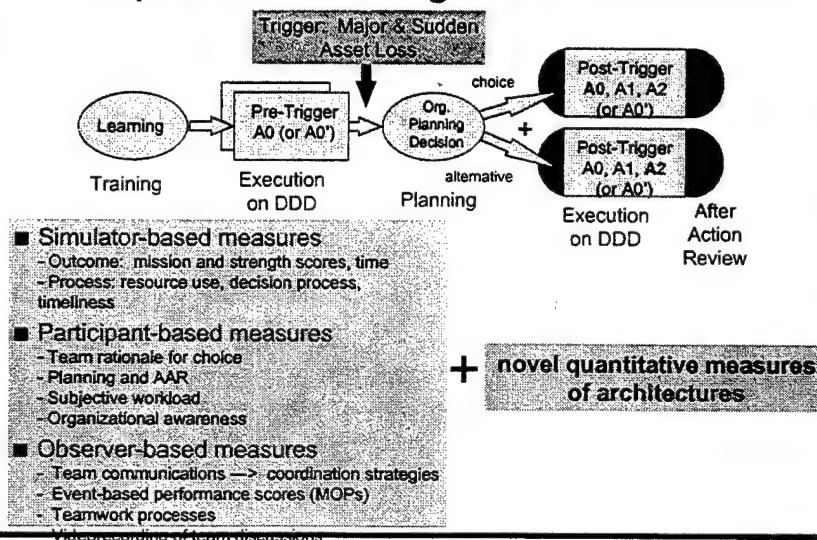 Trigger: Major & Sudden
Asset Loss
Learning
Training
Pre-Trigger
A0 (or A0')
Execution
on DDD
Org.
Planning
Decision
Planning
choice
+
alternative
Post-Trigger
A0, A1, A2
(or A0')
Post-Trigger
A0, A1, A2
(or A0')
Execution
on DDD
After
Action
Review
■ Simulator-based measures
- Outcome: mission and strength scores, time
- Process: resource use, decision process,
timeliness
■ Participant-based measures
- Team rationale for choice
- Planning and AAR
- Subjective workload
- Organizational awareness
■ Observer-based measures
- Team communications —> coordination strategies
- Event-based performance scores (MOPs)
- Teamwork processes
- Videorecording of team discussions
+
novel quantitative measures
of architectures